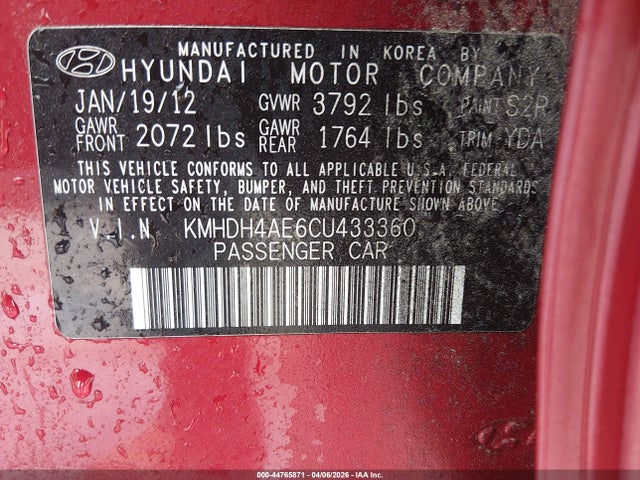 MANUFACTURED IN KOREA BY
HYUNDAI MOTOR COMPANY
JAN/19/12 GVWR 3792 lbs PAINT S2R
GAWR FRONT 2072 lbs GAWR REAR 1764 lbs TRIM YDA
THIS VEHICLE CONFORMS TO ALL APPLICABLE U.S.A. FEDERAL
MOTOR VEHICLE SAFETY, BUMPER, AND THEFT PREVENTION STANDARDS
IN EFFECT ON THE DATE OF MANUFACTURE SHOWN ABOVE.
V.I.N KMHDH4AE6CU433360
PASSENGER CAR
000-44765871 - 04/06/2026 - IAA Inc.